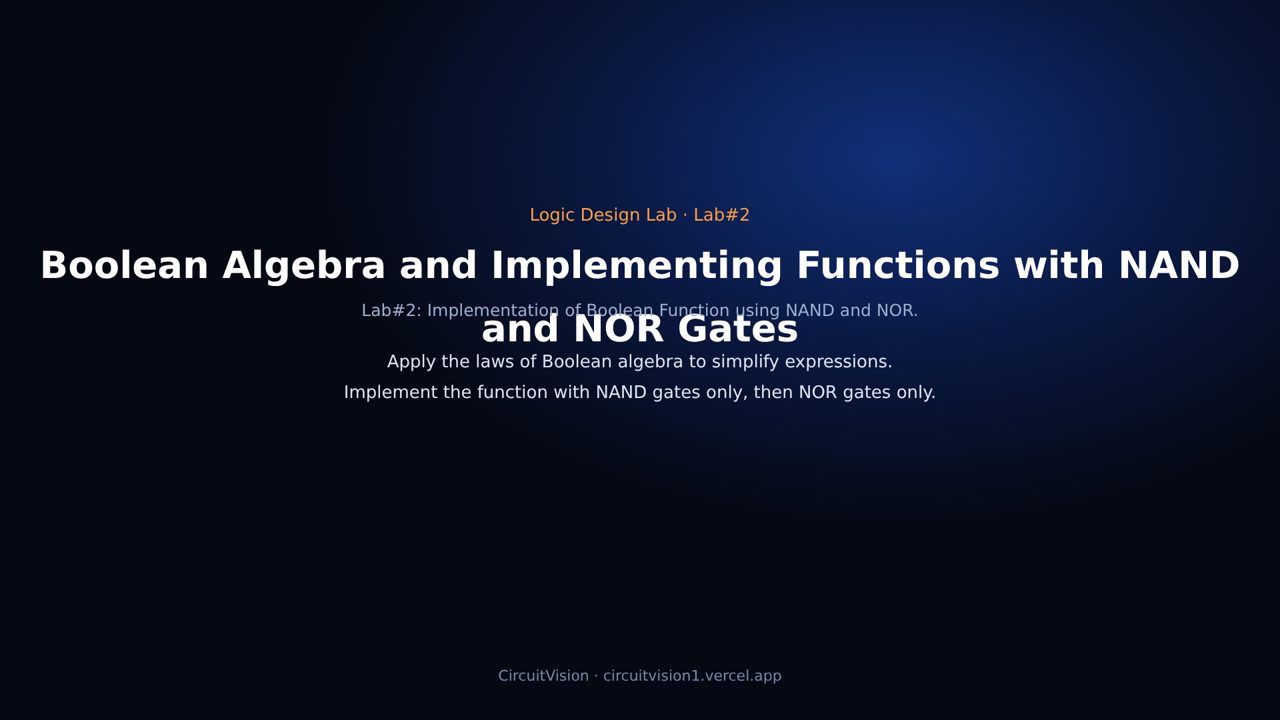 Logic Design Lab · Lab#2
Boolean Algebra and Implementing Functions with NAND
and NOR Gates
Lab#2: Implementation of Boolean Function using NAND and NOR.
Apply the laws of Boolean algebra to simplify expressions.
Implement the function with NAND gates only, then NOR gates only.
CircuitVision · circuitvision1.vercel.app